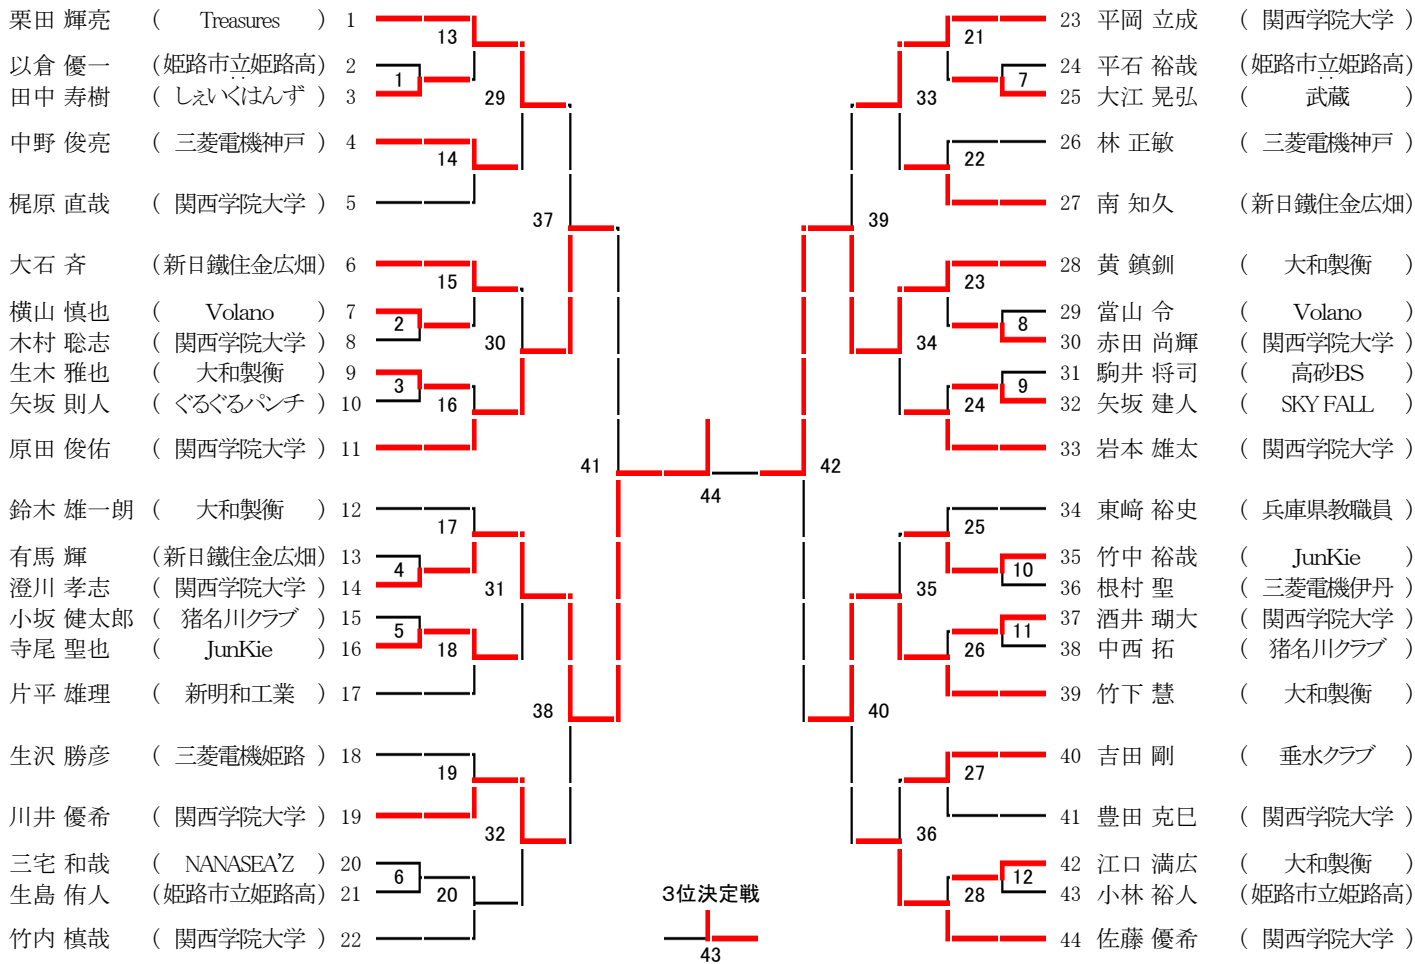 栗田 輝亮 ( Treasures ) 1
以倉 優一 (姫路市立姫路高) 2
田中 寿樹 ( しぇいくはんず ) 3
中野 俊亮 ( 三菱電機神戸 ) 4
梶原 直哉 ( 関西学院大学 ) 5
大石 斉 (新日鐵住金広畑) 6
横山 慎也 ( Volano ) 7
木村 聡志 ( 関西学院大学 ) 8
生木 雅也 ( 大和製衡 ) 9
矢坂 則人 ( ぐるぐるパンチ ) 10
原田 俊佑 ( 関西学院大学 ) 11
鈴木 雄一朗 ( 大和製衡 ) 12
有馬 輝 (新日鐵住金広畑) 13
澄川 孝志 ( 関西学院大学 ) 14
小坂 健太郎 ( 猪名川クラブ ) 15
寺尾 聖也 ( JunKie ) 16
片平 雄理 ( 新明和工業 ) 17
生沢 勝彦 ( 三菱電機姫路 ) 18
川井 優希 ( 関西学院大学 ) 19
三宅 和哉 ( NANASEA'Z ) 20
生島 侑人 (姫路市立姫路高) 21
竹内 槙哉 ( 関西学院大学 ) 22
1
2
3
4
5
6
13
14
15
16
17
18
19
20
29
30
31
32
37
38
41
44
3位決定戦
43
42
39
40
33
34
35
36
21
22
23
24
25
26
27
28
7
8
9
10
11
12
23 平岡 立成 ( 関西学院大学 )
24 平石 裕哉 (姫路市立姫路高)
25 大江 晃弘 ( 武蔵 )
26 林 正敏 ( 三菱電機神戸 )
27 南 知久 (新日鐵住金広畑)
28 黄 鎮釧 ( 大和製衡 )
29 當山 令 ( Volano )
30 赤田 尚輝 ( 関西学院大学 )
31 駒井 将司 ( 高砂BS )
32 矢坂 建人 ( SKY FALL )
33 岩本 雄太 ( 関西学院大学 )
34 東﨑 裕史 ( 兵庫県教職員 )
35 竹中 裕哉 ( JunKie )
36 根村 聖 ( 三菱電機伊丹 )
37 酒井 瑚大 ( 関西学院大学 )
38 中西 拓 ( 猪名川クラブ )
39 竹下 慧 ( 大和製衡 )
40 吉田 剛 ( 垂水クラブ )
41 豊田 克巳 ( 関西学院大学 )
42 江口 満広 ( 大和製衡 )
43 小林 裕人 (姫路市立姫路高)
44 佐藤 優希 ( 関西学院大学 )